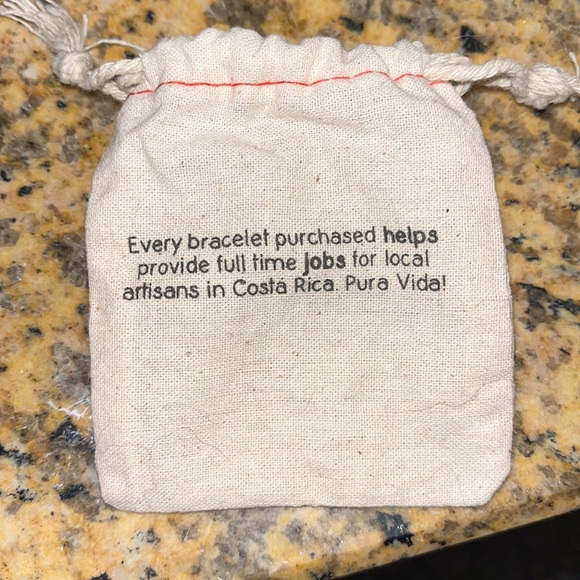 Every bracelet purchased helps
provide full time jobs for local
artisans in Costa Rica. Pura Vida!